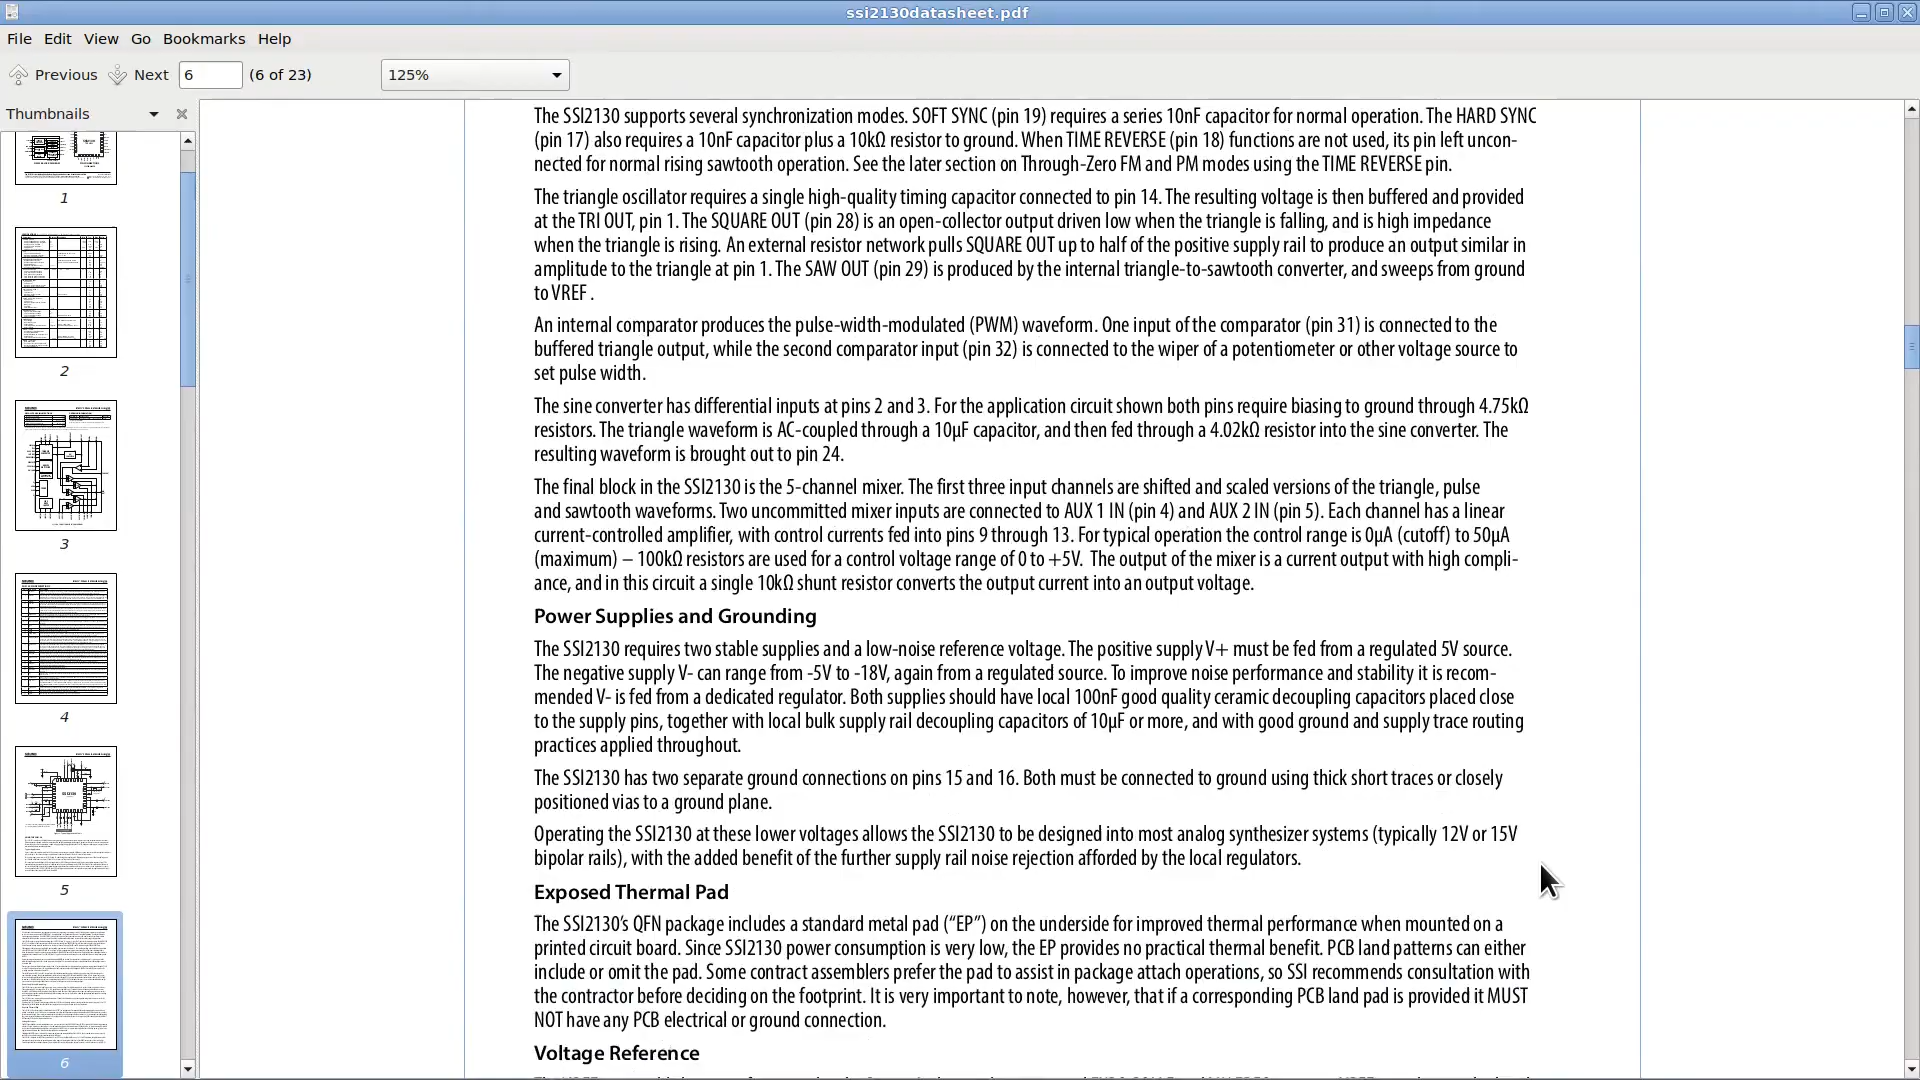 ssi2130datasheet.pdf
File Edit View Go Bookmarks Help
Previous Next 6 (6 of 23) 125%
Thumbnails
1
2
3
4
5
6
The SSI2130 supports several synchronization modes. SOFT SYNC (pin 19) requires a series 10nF capacitor for normal operation. The HARD SYNC
(pin 17) also requires a 10nF capacitor plus a 10kΩ resistor to ground. When TIME REVERSE (pin 18) functions are not used, its pin left uncon-
nected for normal rising sawtooth operation. See the later section on Through-Zero FM and PM modes using the TIME REVERSE pin.
The triangle oscillator requires a single high-quality timing capacitor connected to pin 14. The resulting voltage is then buffered and provided
at the TRI OUT, pin 1. The SQUARE OUT (pin 28) is an open-collector output driven low when the triangle is falling, and is high impedance
when the triangle is rising. An external resistor network pulls SQUARE OUT up to half of the positive supply rail to produce an output similar in
amplitude to the triangle at pin 1. The SAW OUT (pin 29) is produced by the internal triangle-to-sawtooth converter, and sweeps from ground
to VREF .
An internal comparator produces the pulse-width-modulated (PWM) waveform. One input of the comparator (pin 31) is connected to the
buffered triangle output, while the second comparator input (pin 32) is connected to the wiper of a potentiometer or other voltage source to
set pulse width.
The sine converter has differential inputs at pins 2 and 3. For the application circuit shown both pins require biasing to ground through 4.75kΩ
resistors. The triangle waveform is AC-coupled through a 10µF capacitor, and then fed through a 4.02kΩ resistor into the sine converter. The
resulting waveform is brought out to pin 24.
The final block in the SSI2130 is the 5-channel mixer. The first three input channels are shifted and scaled versions of the triangle, pulse
and sawtooth waveforms. Two uncommitted mixer inputs are connected to AUX 1 IN (pin 4) and AUX 2 IN (pin 5). Each channel has a linear
current-controlled amplifier, with control currents fed into pins 9 through 13. For typical operation the control range is 0µA (cutoff) to 50µA
(maximum) – 100kΩ resistors are used for a control voltage range of 0 to +5V. The output of the mixer is a current output with high compli-
ance, and in this circuit a single 10kΩ shunt resistor converts the output current into an output voltage.
Power Supplies and Grounding
The SSI2130 requires two stable supplies and a low-noise reference voltage. The positive supply V+ must be fed from a regulated 5V source.
The negative supply V- can range from -5V to -18V, again from a regulated source. To improve noise performance and stability it is recom-
mended V- is fed from a dedicated regulator. Both supplies should have local 100nF good quality ceramic decoupling capacitors placed close
to the supply pins, together with local bulk supply rail decoupling capacitors of 10µF or more, and with good ground and supply trace routing
practices applied throughout.
The SSI2130 has two separate ground connections on pins 15 and 16. Both must be connected to ground using thick short traces or closely
positioned vias to a ground plane.
Operating the SSI2130 at these lower voltages allows the SSI2130 to be designed into most analog synthesizer systems (typically 12V or 15V
bipolar rails), with the added benefit of the further supply rail noise rejection afforded by the local regulators.
Exposed Thermal Pad
The SSI2130’s QFN package includes a standard metal pad (“EP”) on the underside for improved thermal performance when mounted on a
printed circuit board. Since SSI2130 power consumption is very low, the EP provides no practical thermal benefit. PCB land patterns can either
include or omit the pad. Some contract assemblers prefer the pad to assist in package attach operations, so SSI recommends consultation with
the contractor before deciding on the footprint. It is very important to note, however, that if a corresponding PCB land pad is provided it MUST
NOT have any PCB electrical or ground connection.
Voltage Reference